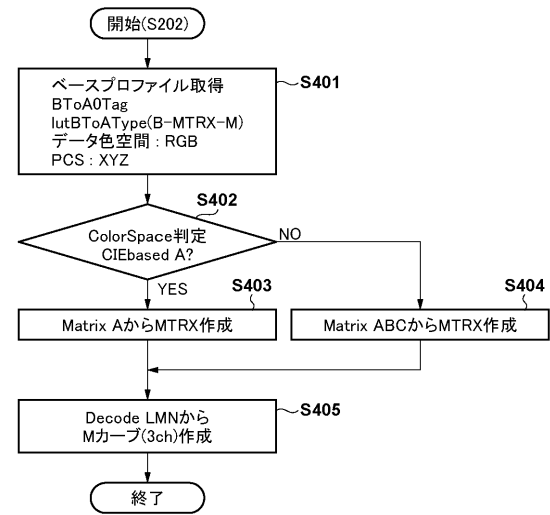 開始(S202)
S401
ベースプロファイル取得
BToA0Tag
lutBToAType(B-MTRX-M)
データ色空間:RGB
PCS:XYZ
S402
ColorSpace判定
CIEbased A?
NO
YES
S403
Matrix AからMTRX作成
S404
Matrix ABCからMTRX作成
S405
Decode LMNから
Mカーブ(3ch)作成
終了